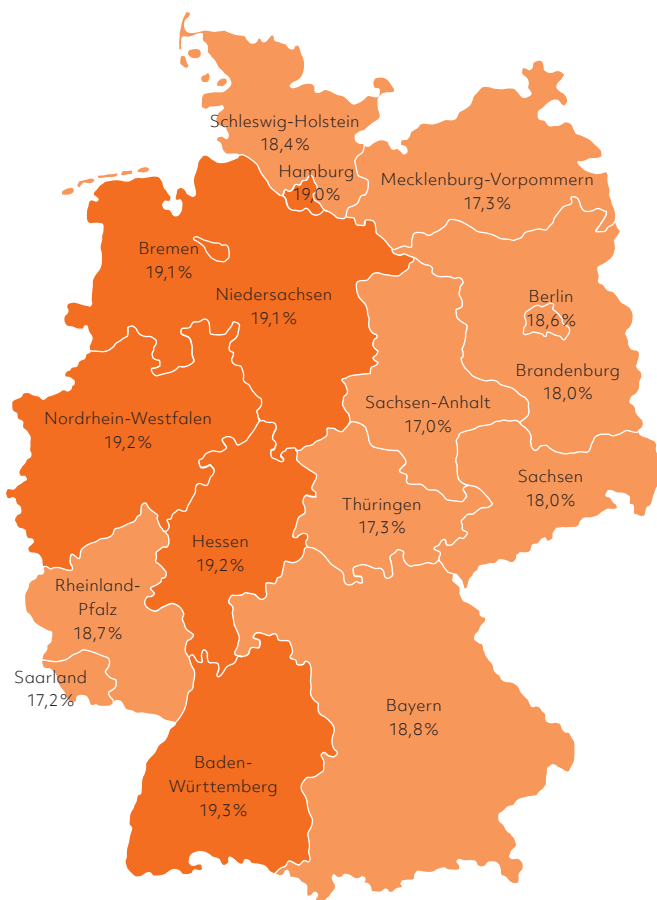 Schleswig-Holstein
18,4%
Hamburg
19,0%
Mecklenburg-Vorpommern
17,3%
Bremen
19,1%
Niedersachsen
19,1%
Berlin
18,6%
Brandenburg
18,0%
Sachsen-Anhalt
17,0%
Nordrhein-Westfalen
19,2%
Sachsen
18,0%
Thüringen
17,3%
Hessen
19,2%
Rheinland-
Pfalz
18,7%
Saarland
17,2%
Bayern
18,8%
Baden-
Württemberg
19,3%